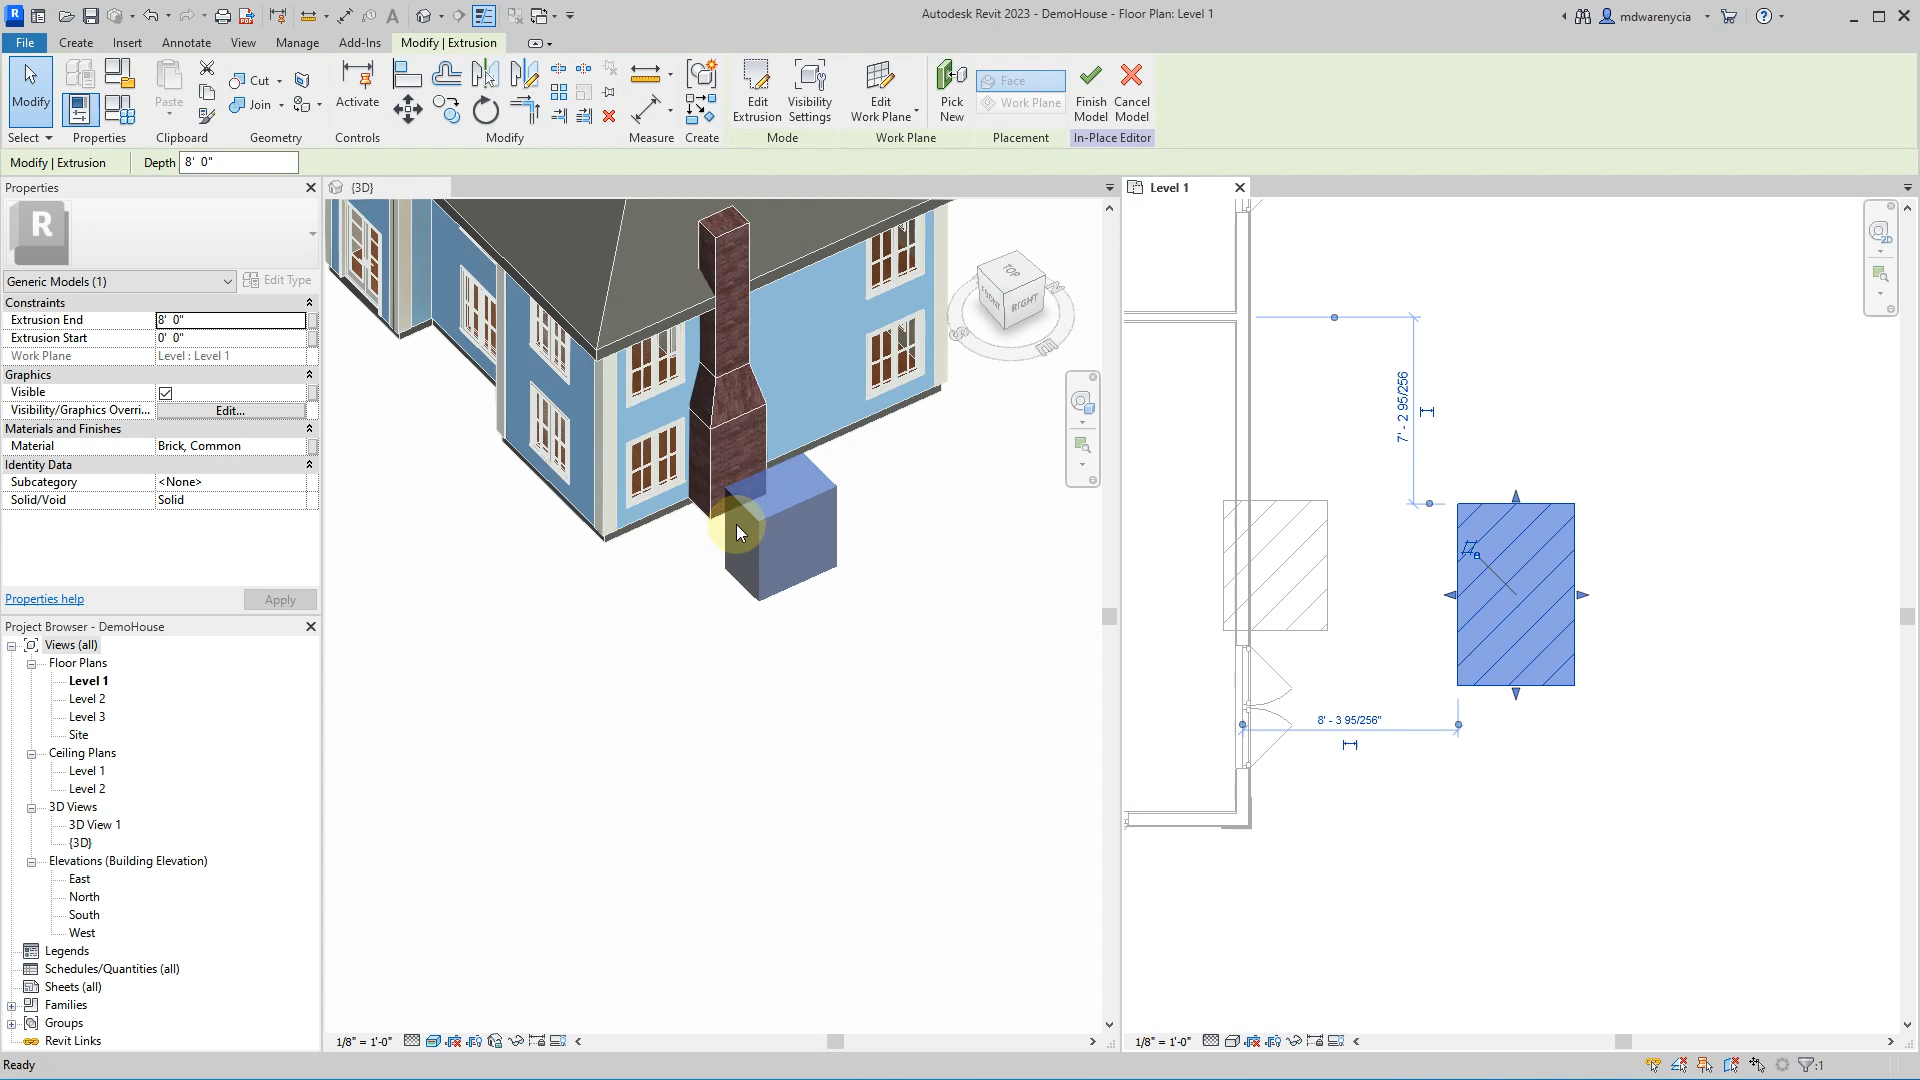 Autodesk Revit 2023 - DemoHouse - Floor Plan: Level 1
mdwarenycia
File
Create
Insert
Annotate
View
Manage
Add-Ins
Modify | Extrusion
Modify
Paste
Cut
Join
Activate
Edit
Extrusion
Visibility
Settings
Edit
Work Plane
Pick
New
Face
Work Plane
Finish
Model
Cancel
Model
Select
Properties
Clipboard
Geometry
Controls
Modify
Measure
Create
Mode
Work Plane
Placement
In-Place Editor
Modify | Extrusion
Depth 8' 0"
Properties
{3D}
Level 1
R
Generic Models (1)
Edit Type
Constraints
Extrusion End 8' 0"
Extrusion Start 0' 0"
Work Plane Level : Level 1
Graphics
Visible
Visibility/Graphics Overri... Edit...
Materials and Finishes
Material Brick, Common
Identity Data
Subcategory <None>
Solid/Void Solid
Properties help
Apply
Project Browser - DemoHouse
Views (all)
Floor Plans
Level 1
Level 2
Level 3
Site
Ceiling Plans
Level 1
Level 2
3D Views
3D View 1
{3D}
Elevations (Building Elevation)
East
North
South
West
Legends
Schedules/Quantities (all)
Sheets (all)
Families
Groups
Revit Links
TOP
FRONT
RIGHT
S
E
N
2D
7' - 2 95/256
8' - 3 95/256"
1/8" = 1'-0"
1/8" = 1'-0"
Ready
:1